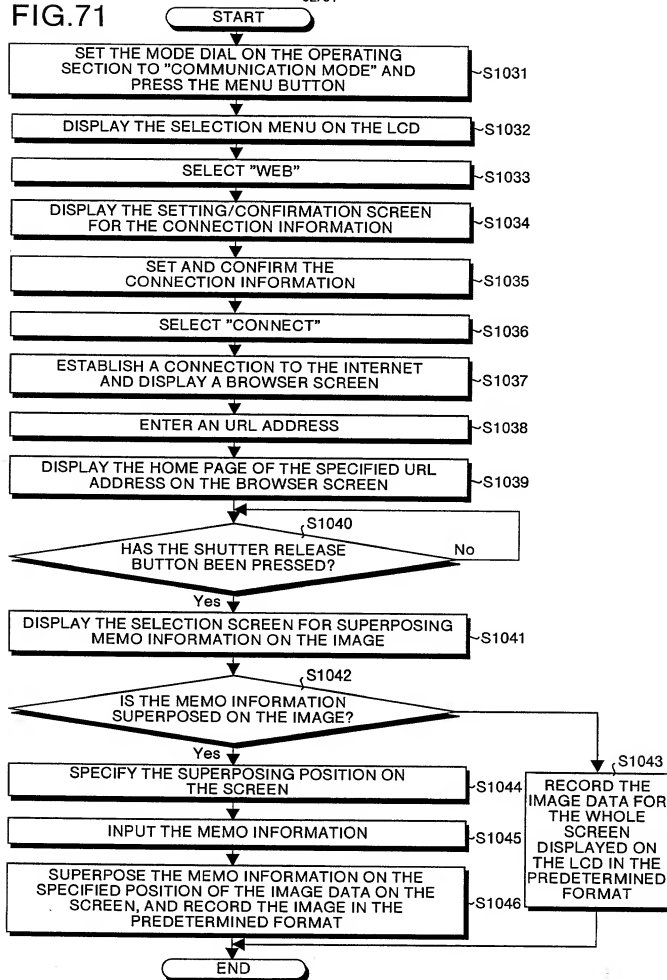 FIG.71
START
SET THE MODE DIAL ON THE OPERATING
SECTION TO "COMMUNICATION MODE" AND
PRESS THE MENU BUTTON
S1031
DISPLAY THE SELECTION MENU ON THE LCD
S1032
SELECT "WEB"
S1033
DISPLAY THE SETTING/CONFIRMATION SCREEN
FOR THE CONNECTION INFORMATION
S1034
SET AND CONFIRM THE
CONNECTION INFORMATION
S1035
SELECT "CONNECT"
S1036
ESTABLISH A CONNECTION TO THE INTERNET
AND DISPLAY A BROWSER SCREEN
S1037
ENTER AN URL ADDRESS
S1038
DISPLAY THE HOME PAGE OF THE SPECIFIED URL
ADDRESS ON THE BROWSER SCREEN
S1039
S1040
HAS THE SHUTTER RELEASE
BUTTON BEEN PRESSED?
No
Yes
DISPLAY THE SELECTION SCREEN FOR SUPERPOSING
MEMO INFORMATION ON THE IMAGE
S1041
S1042
IS THE MEMO INFORMATION
SUPERPOSED ON THE IMAGE?
Yes
SPECIFY THE SUPERPOSING POSITION ON
THE SCREEN
S1044
INPUT THE MEMO INFORMATION
S1045
SUPERPOSE THE MEMO INFORMATION ON THE
SPECIFIED POSITION OF THE IMAGE DATA ON THE
SCREEN, AND RECORD THE IMAGE IN THE
PREDETERMINED FORMAT
S1046
S1043
RECORD THE
IMAGE DATA FOR
THE WHOLE
SCREEN
DISPLAYED ON
THE LCD IN THE
PREDETERMINED
FORMAT
END